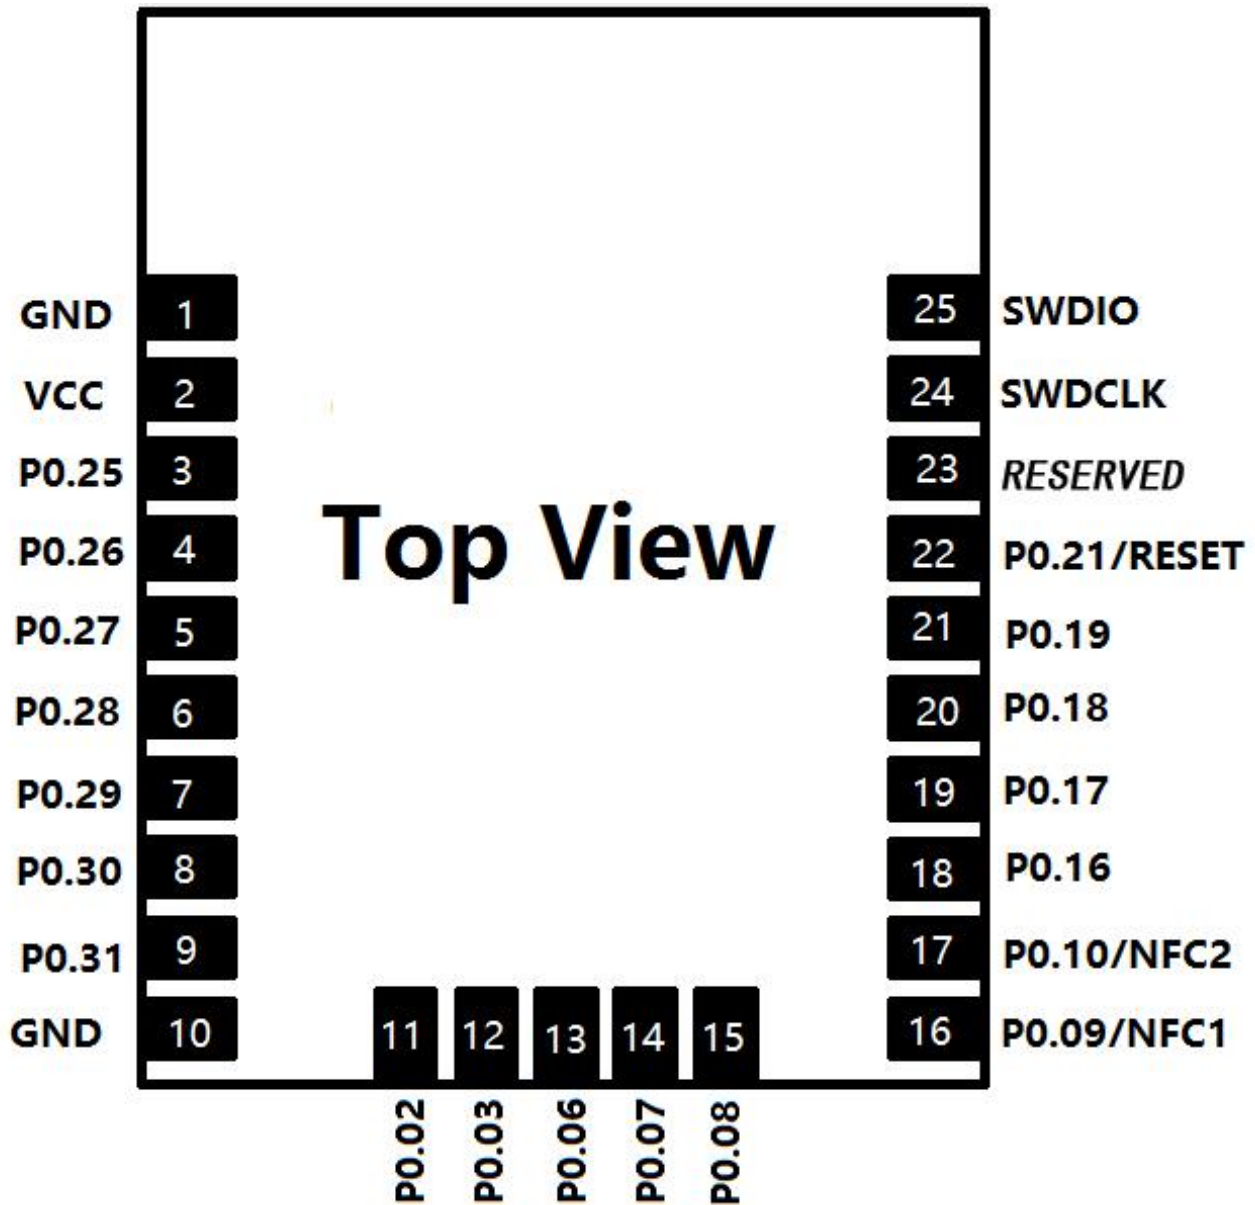 GND 1 25 SWDIO
VCC 2 24 SWDCLK
P0.25 3 23 RESERVED
P0.26 4 Top View 22 P0.21/RESET
P0.27 5 21 P0.19
P0.28 6 20 P0.18
P0.29 7 19 P0.17
P0.30 8 18 P0.16
P0.31 9 17 P0.10/NFC2
GND 10 11 12 13 14 15 16 P0.09/NFC1
P0.02 P0.03 P0.06 P0.07 P0.08